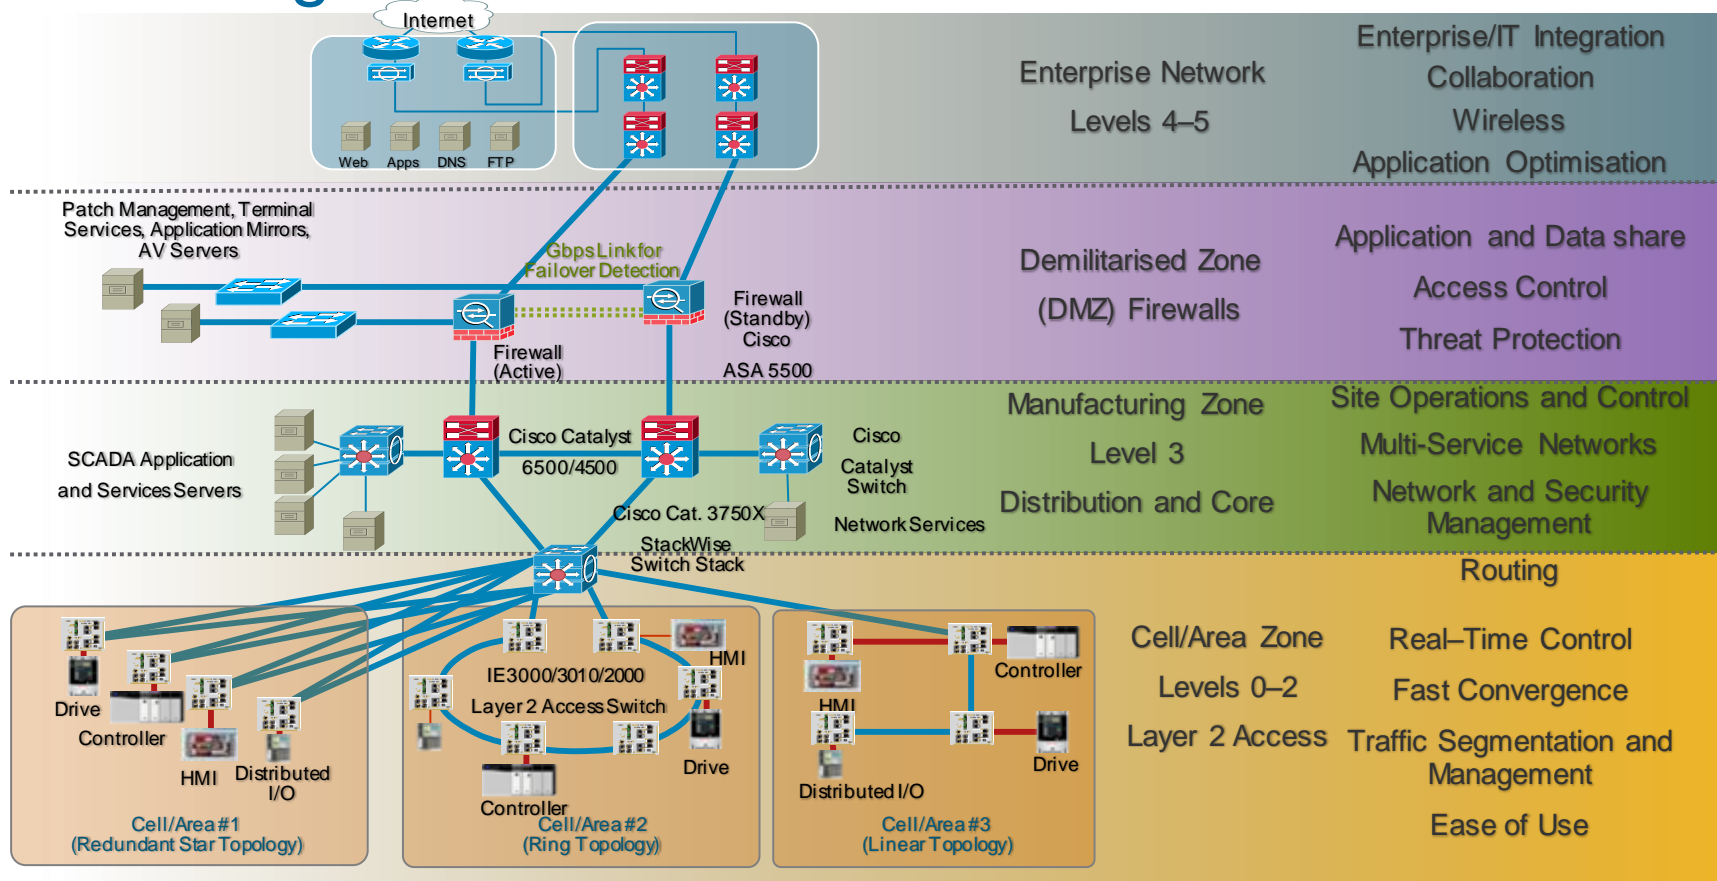 Internet
Web
Apps
DNS
FTP
Enterprise Network
Levels 4–5
Enterprise/IT Integration
Collaboration
Wireless
Application Optimisation
Patch Management, Terminal
Services, Application Mirrors,
AV Servers
Gbps Link for
Failover Detection
Firewall
(Active)
Firewall
(Standby)
Cisco
ASA 5500
Demilitarised Zone
(DMZ) Firewalls
Application and Data share
Access Control
Threat Protection
SCADA Application
and Services Servers
Cisco Catalyst
6500/4500
Cisco
Catalyst
Switch
Network Services
Cisco Cat. 3750X
StackWise
Switch Stack
Manufacturing Zone
Level 3
Distribution and Core
Site Operations and Control
Multi-Service Networks
Network and Security
Management
Routing
Drive
Controller
HMI
Distributed
I/O
Cell/Area #1
(Redundant Star Topology)
HMI
IE3000/3010/2000
Layer 2 Access Switch
Drive
Controller
Cell/Area #2
(Ring Topology)
Controller
HMI
Drive
Distributed I/O
Cell/Area #3
(Linear Topology)
Cell/Area Zone
Levels 0–2
Layer 2 Access
Real–Time Control
Fast Convergence
Traffic Segmentation and
Management
Ease of Use